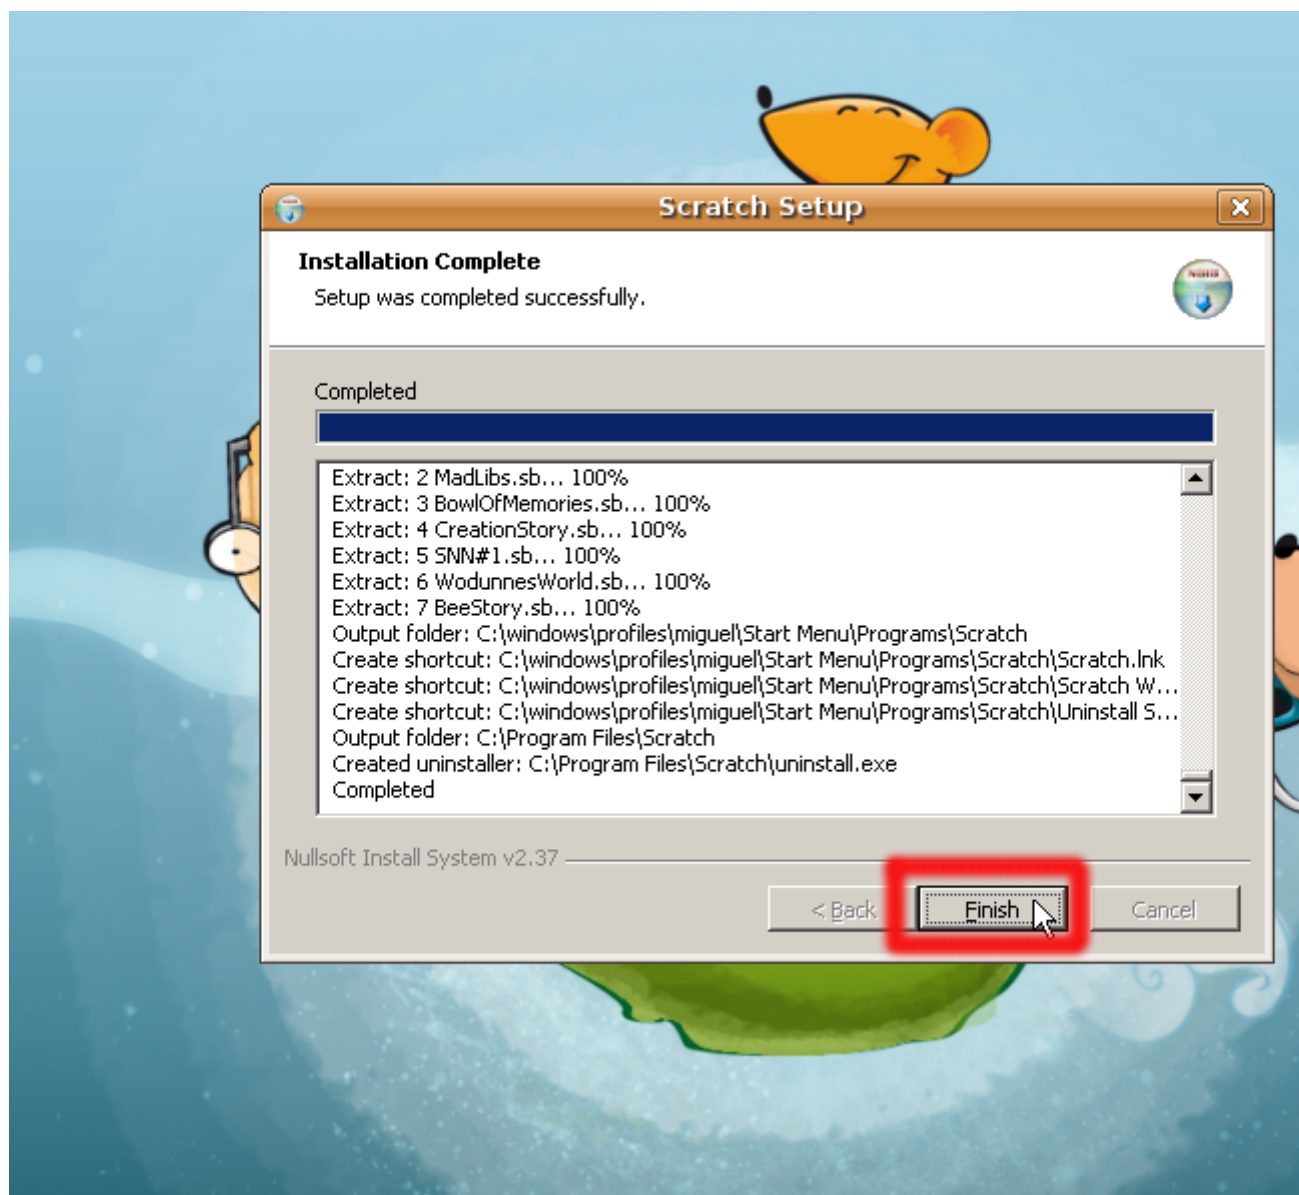 Scratch Setup
Installation Complete
Setup was completed successfully.
Completed
Extract: 2 MadLibs.sb... 100%
Extract: 3 BowlOfMemories.sb... 100%
Extract: 4 CreationStory.sb... 100%
Extract: 5 SNN#1.sb... 100%
Extract: 6 WodunnesWorld.sb... 100%
Extract: 7 BeeStory.sb... 100%
Output folder: C:\windows\profiles\miguel\Start Menu\Programs\Scratch
Create shortcut: C:\windows\profiles\miguel\Start Menu\Programs\Scratch\Scratch.lnk
Create shortcut: C:\windows\profiles\miguel\Start Menu\Programs\Scratch\Scratch W...
Create shortcut: C:\windows\profiles\miguel\Start Menu\Programs\Scratch\Uninstall S...
Output folder: C:\Program Files\Scratch
Created uninstaller: C:\Program Files\Scratch\uninstall.exe
Completed
Nullsoft Install System v2.37
< Back Finish Cancel